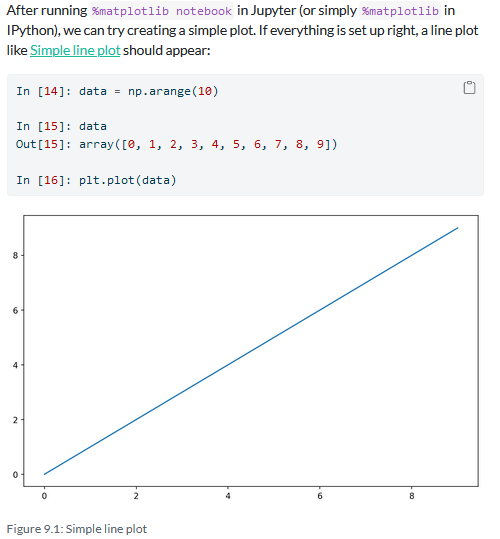 After running %matplotlib notebook in Jupyter (or simply %matplotlib in
IPython), we can try creating a simple plot. If everything is set up right, a line plot
like Simple line plot should appear:
In [14]: data = np.arange(10)
In [15]: data
Out[15]: array([0, 1, 2, 3, 4, 5, 6, 7, 8, 9])
In [16]: plt.plot(data)
8
6
4
2
0
0 2 4 6 8
Figure 9.1: Simple line plot